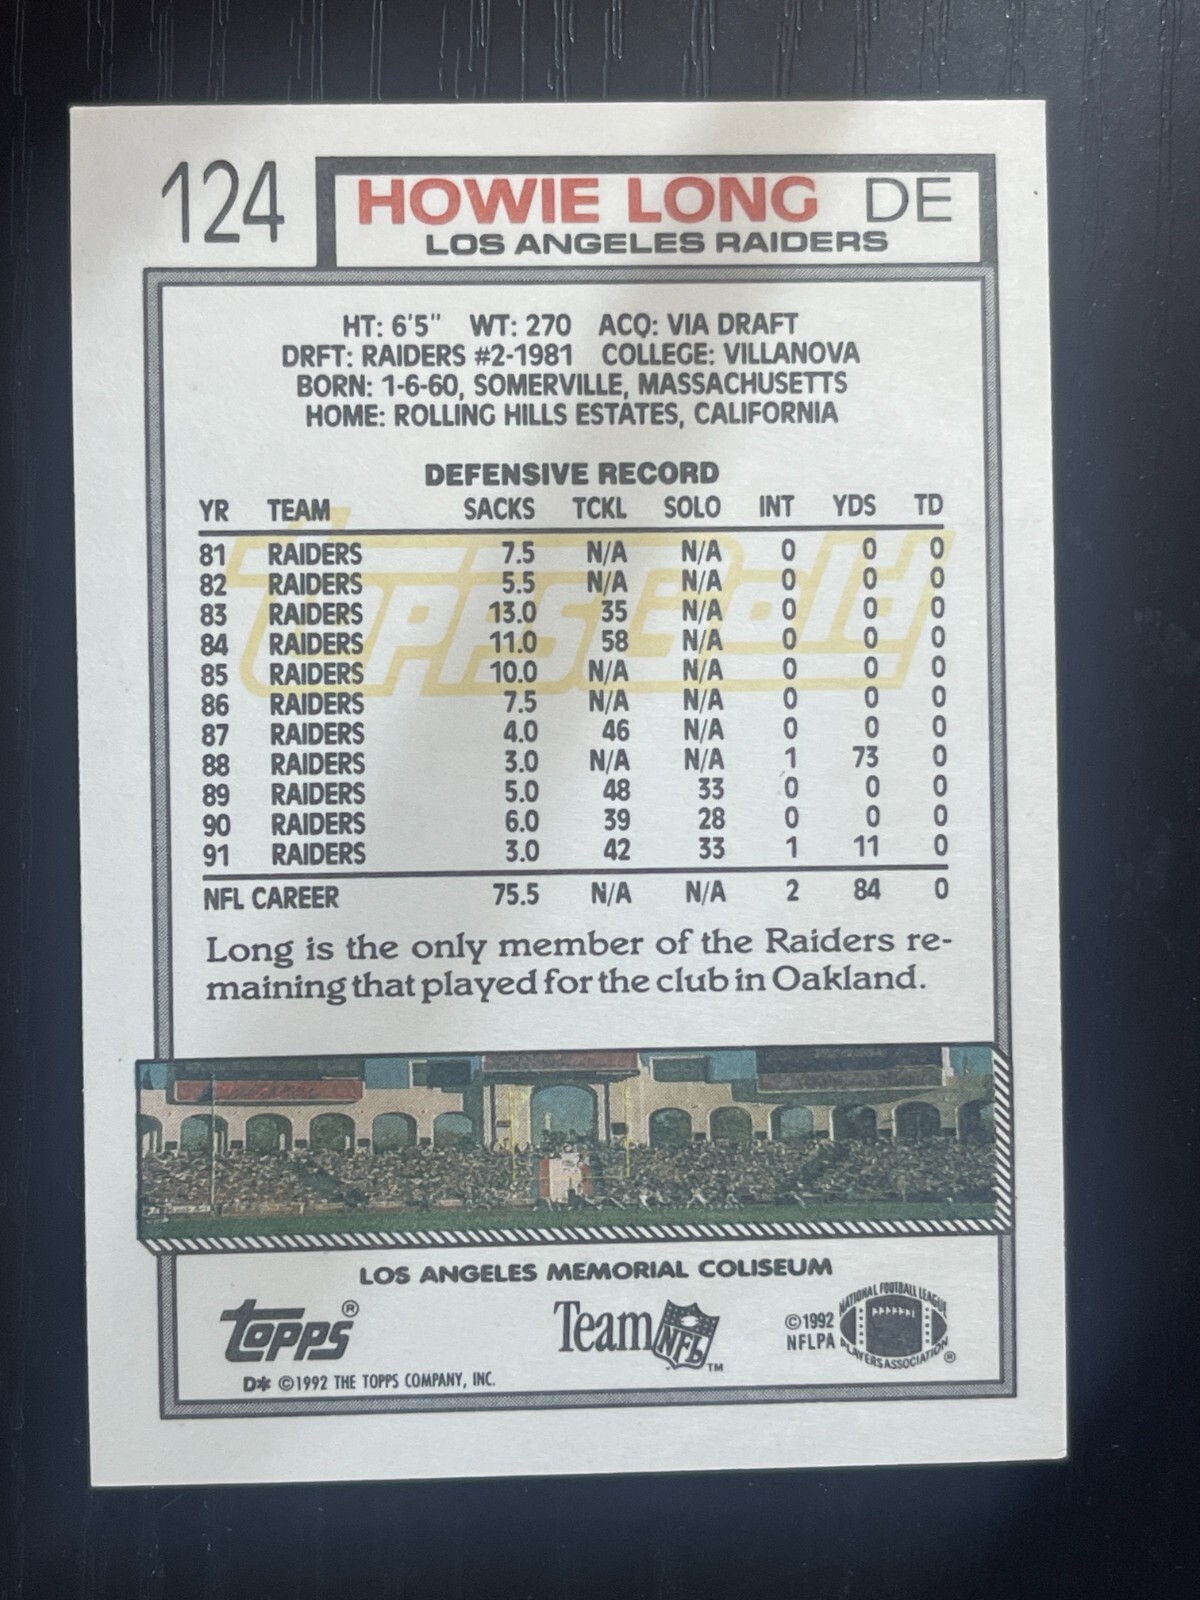 124
HOWIE LONG DE
LOS ANGELES RAIDERS
HT: 6'5" WT: 270 ACQ: VIA DRAFT
DRFT: RAIDERS #2-1981 COLLEGE: VILLANOVA
BORN: 1-6-60, SOMERVILLE, MASSACHUSETTS
HOME: ROLLING HILLS ESTATES, CALIFORNIA
DEFENSIVE RECORD
YR TEAM SACKS TCKL SOLO INT YDS TD
81 RAIDERS 7.5 N/A N/A 0 0 0
82 RAIDERS 5.5 N/A N/A 0 0 0
83 RAIDERS 13.0 35 N/A 0 0 0
84 RAIDERS 11.0 58 N/A 0 0 0
85 RAIDERS 10.0 N/A N/A 0 0 0
86 RAIDERS 7.5 N/A N/A 0 0 0
87 RAIDERS 4.0 46 N/A 0 0 0
88 RAIDERS 3.0 N/A N/A 1 73 0
89 RAIDERS 5.0 48 33 0 0 0
90 RAIDERS 6.0 39 28 0 0 0
91 RAIDERS 3.0 42 33 1 11 0
NFL CAREER 75.5 N/A N/A 2 84 0
ToppsGold
Long is the only member of the Raiders re-
maining that played for the club in Oakland.
LOS ANGELES MEMORIAL COLISEUM
Topps®
Team NFL™
©1992
NFLPA
NATIONAL FOOTBALL LEAGUE
PLAYERS ASSOCIATION®
D* ©1992 THE TOPPS COMPANY, INC.